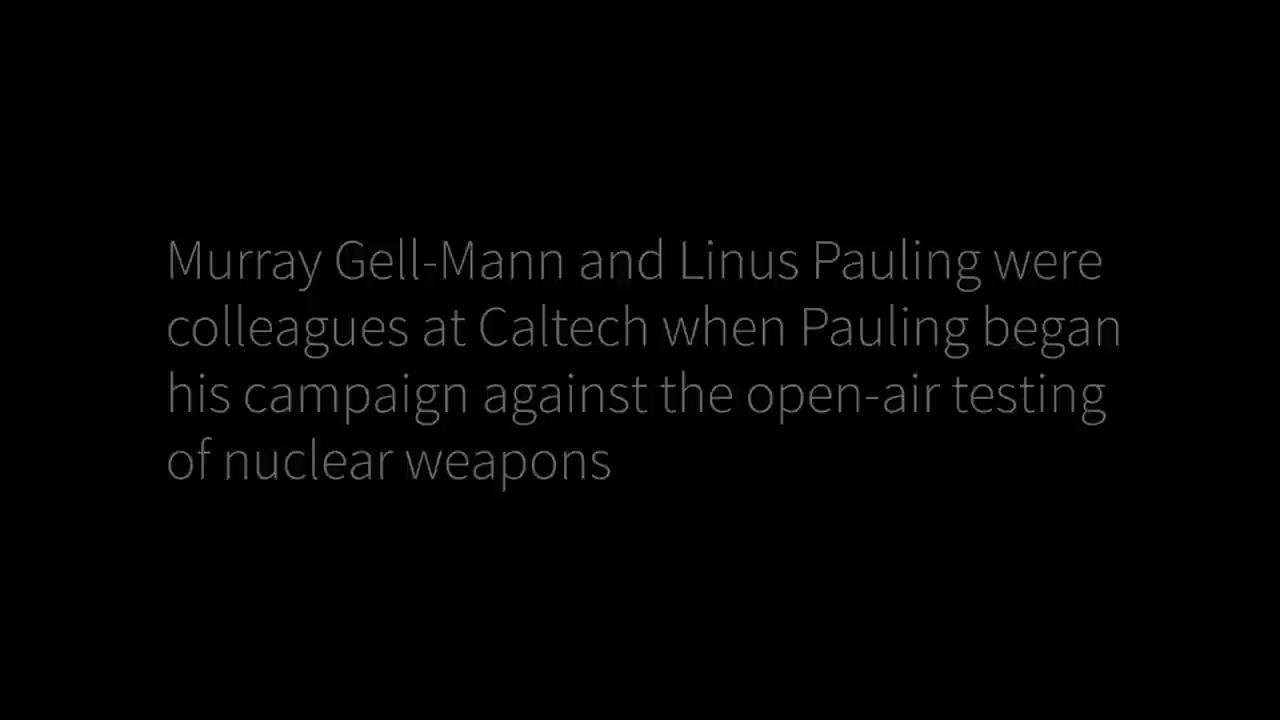 Murray Gell-Mann and Linus Pauling were
colleagues at Caltech when Pauling began
his campaign against the open-air testing
of nuclear weapons